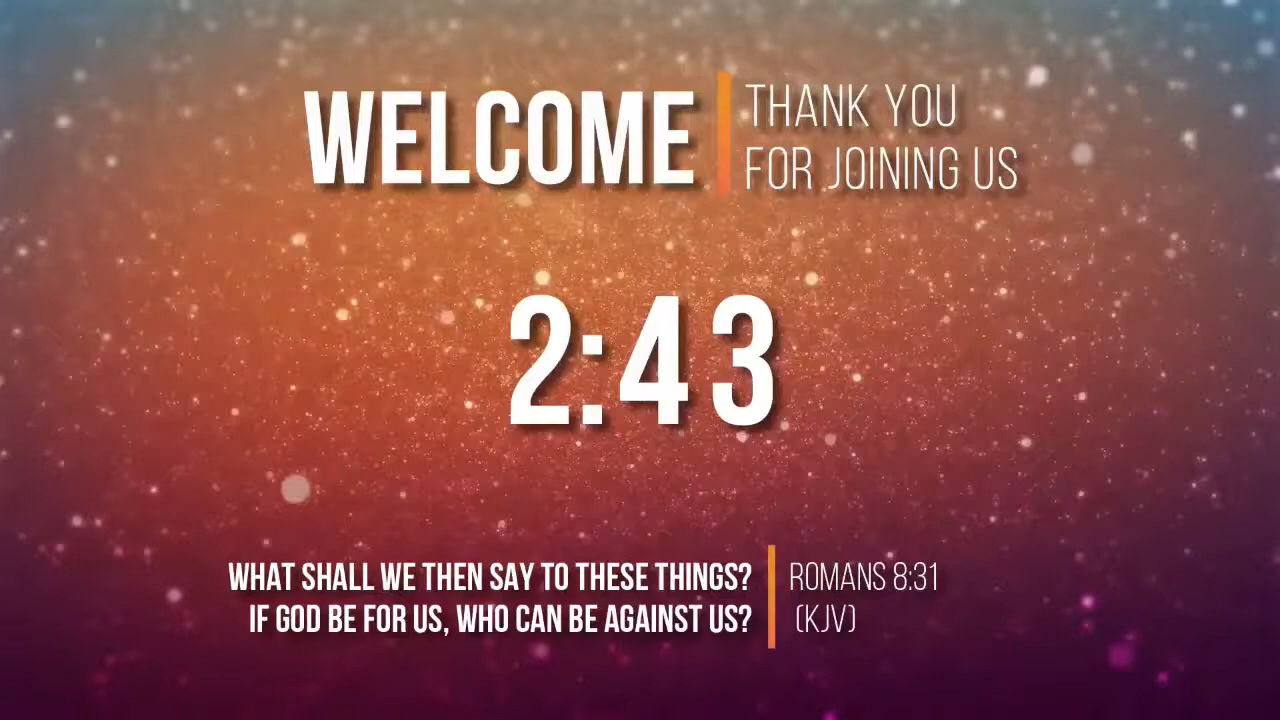 WELCOME
THANK YOU
FOR JOINING US
2:43
WHAT SHALL WE THEN SAY TO THESE THINGS?
IF GOD BE FOR US, WHO CAN BE AGAINST US?
ROMANS 8:31
(KJV)